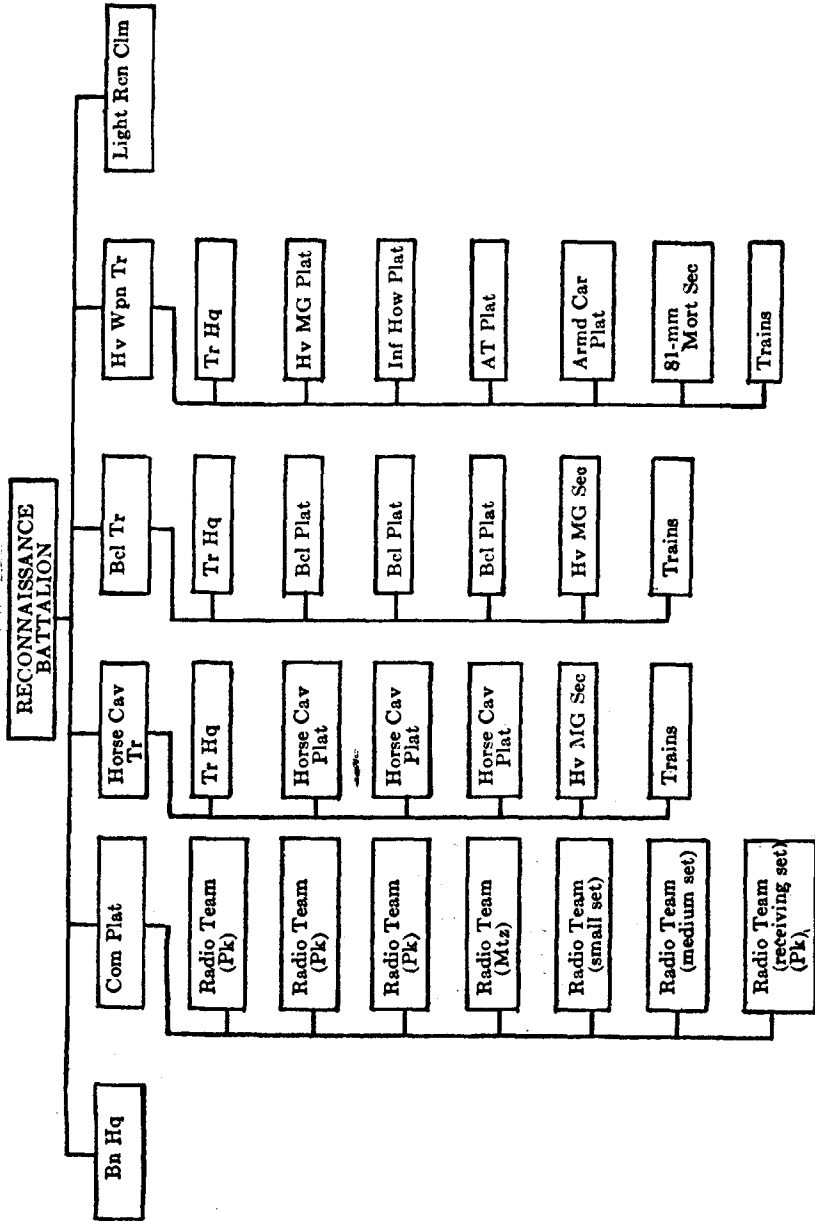 RECONNAISSANCE
BATTALION
Bn Hq
Com Plat
Radio Team
(Pk)
Radio Team
(Pk)
Radio Team
(Pk)
Radio Team
(Mtz)
Radio Team
(small set)
Radio Team
(medium set)
Radio Team
(receiving set)
(Pk)
Horse Cav
Tr
Tr Hq
Horse Cav
Plat
Horse Cav
Plat
Horse Cav
Plat
Hv MG Sec
Trains
Bcl Tr
Tr Hq
Bcl Plat
Bcl Plat
Bcl Plat
Hv MG Sec
Trains
Hv Wpn Tr
Tr Hq
Hv MG Plat
Inf How Plat
AT Plat
Armd Car
Plat
81-mm
Mort Sec
Trains
Light Rcn Clm